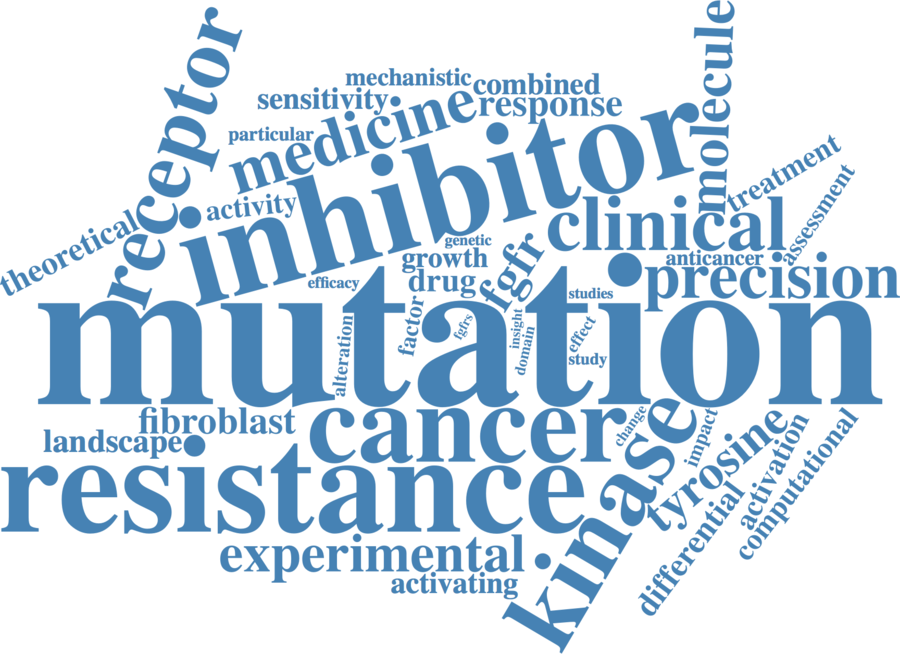 receptor
molecule
mechanistic
combined
sensitivity
response
particular
medicine
inhibitor
treatment
assessment
activity
theoretical
clinical
genetic
growth
fgfr
anticancer
precision
efficacy
drug
studies
mutation
factor
fgfrs
insight
domain
effect
study
alteration
fibroblast
cancer
change
impact
landscape
kinase
tyrosine
activation
computational
resistance
differential
experimental
activating